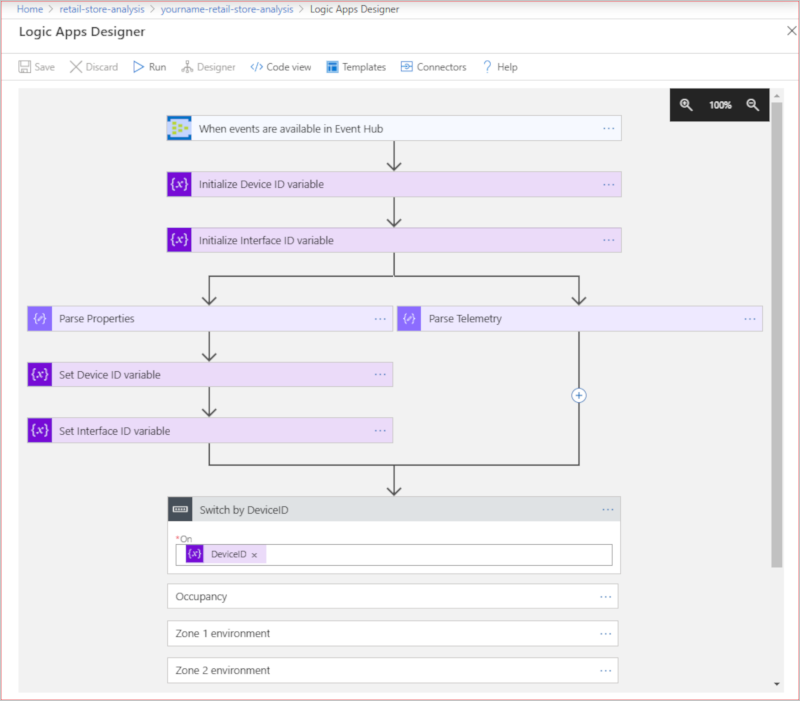 Home > retail-store-analysis > yourname-retail-store-analysis > Logic Apps Designer
Logic Apps Designer
Save Discard Run Designer </> Code view Templates Connectors ? Help
100%
When events are available in Event Hub ...
{x} Initialize Device ID variable ...
{x} Initialize Interface ID variable ...
Parse Properties ... Parse Telemetry ...
{x} Set Device ID variable ...
{x} Set Interface ID variable ...
Switch by DeviceID ...
*On
{x} DeviceID ×
Occupancy ...
Zone 1 environment ...
Zone 2 environment ...